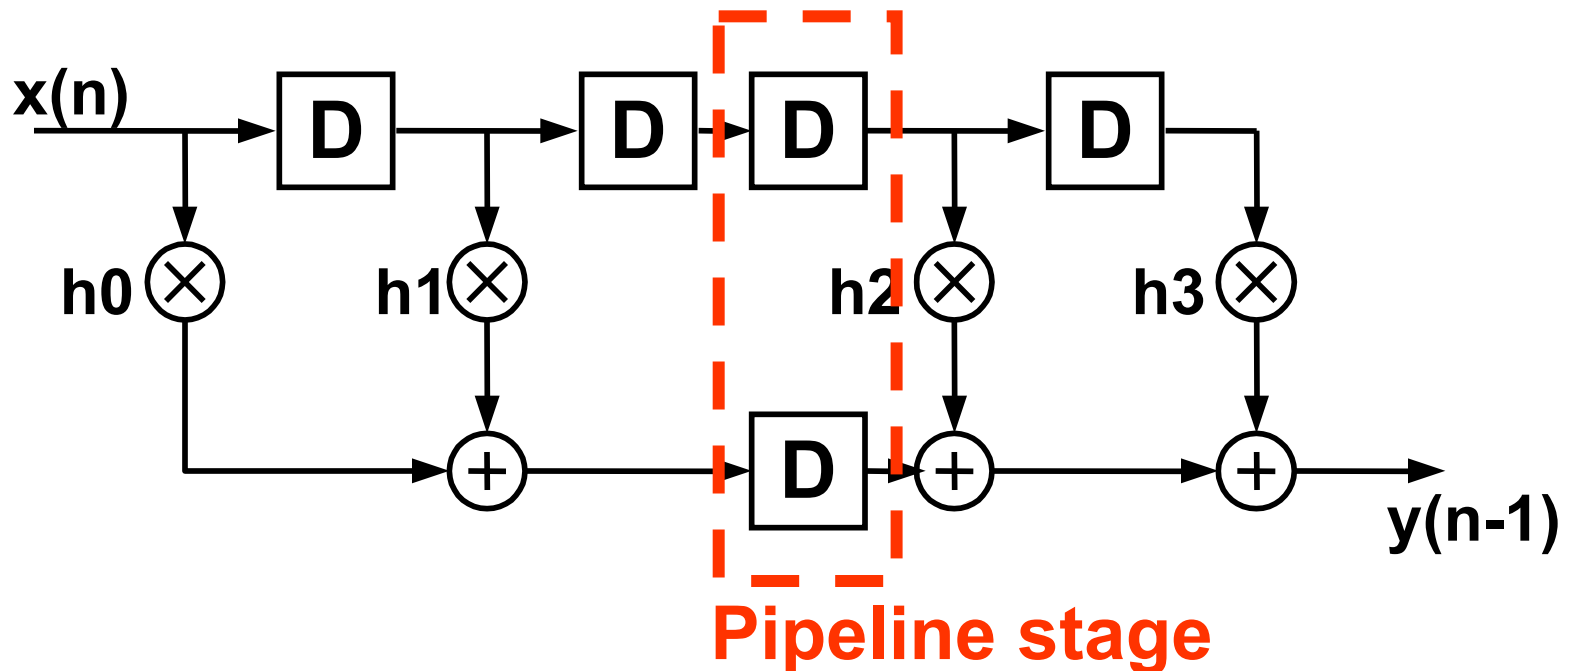 x(n)
D
D
D
D
h0
h1
h2
h3
D
y(n-1)
Pipeline stage